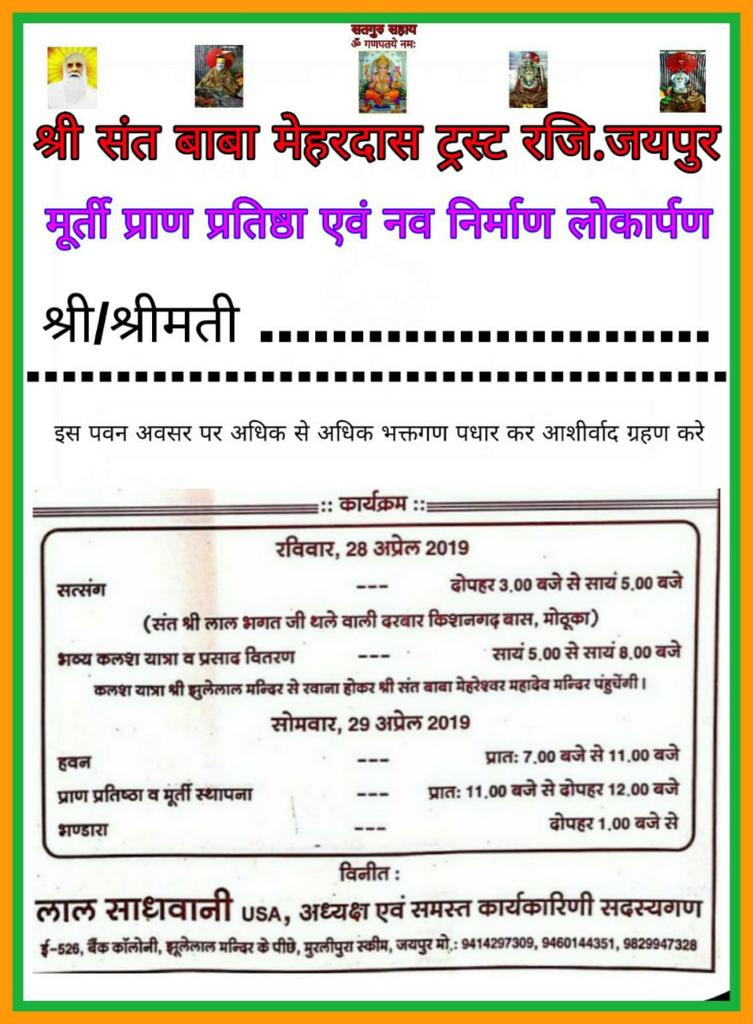 सतगुरु सहाय
ॐ गणपतये नमः
श्री संत बाबा मेहरदास ट्रस्ट रजि.जयपुर
मूर्ती प्राण प्रतिष्ठा एवं नव निर्माण लोकार्पण
श्री/श्रीमती .........................
.......................................
इस पवन अवसर पर अधिक से अधिक भक्तगण पधार कर आशीर्वाद ग्रहण करे
:: कार्यक्रम ::
रविवार, 28 अप्रेल 2019
सत्संग --- दोपहर 3.00 बजे से सायं 5.00 बजे
(संत श्री लाल भगत जी थले वाली दरबार किशनगढ़ बास, मोठूका)
भव्य कलश यात्रा व प्रसाद वितरण --- सायं 5.00 से सायं 8.00 बजे
कलश यात्रा श्री झुलेलाल मन्दिर से रवाना होकर श्री संत बाबा मेहरेश्वर महादेव मन्दिर पंहुचेंगी।
सोमवार, 29 अप्रेल 2019
हवन --- प्रातः 7.00 बजे से 11.00 बजे
प्राण प्रतिष्ठा व मूर्ती स्थापना --- प्रातः 11.00 बजे से दोपहर 12.00 बजे
भण्डारा --- दोपहर 1.00 बजे से
विनीत :
लाल साधवानी USA, अध्यक्ष एवं समस्त कार्यकारिणी सदस्यगण
ई-526, बैंक कॉलोनी, झूलेलाल मन्दिर के पीछे, मुरलीपुरा स्कीम, जयपुर मो.: 9414297309, 9460144351, 9829947328